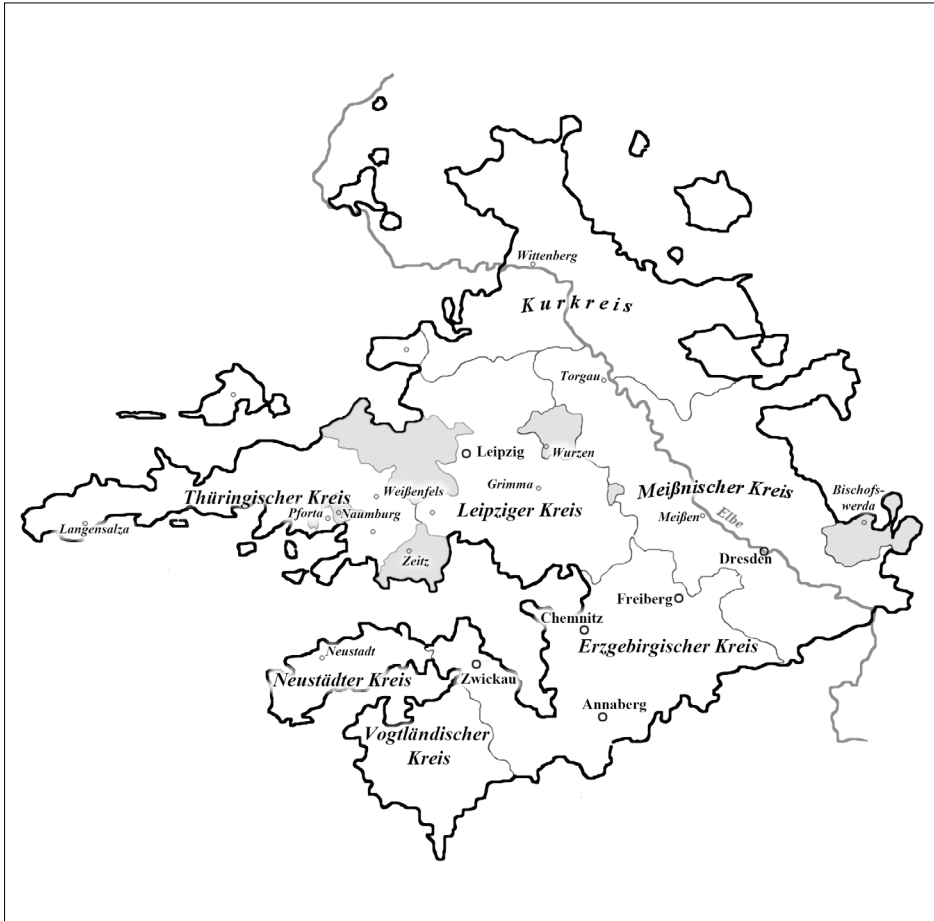 Wittenberg
Kurkreis
Torgau
Leipzig
Wurzen
Thüringischer Kreis
Weißenfels
Grimma
Meißnischer Kreis
Bischofs-
werda
Pforta
Naumburg
Leipziger Kreis
Meißen
Elbe
Langensalza
Zeitz
Dresden
Freiberg
Chemnitz
Erzgebirgischer Kreis
Neustadt
Neustädter Kreis
Zwickau
Annaberg
Vogtländischer
Kreis